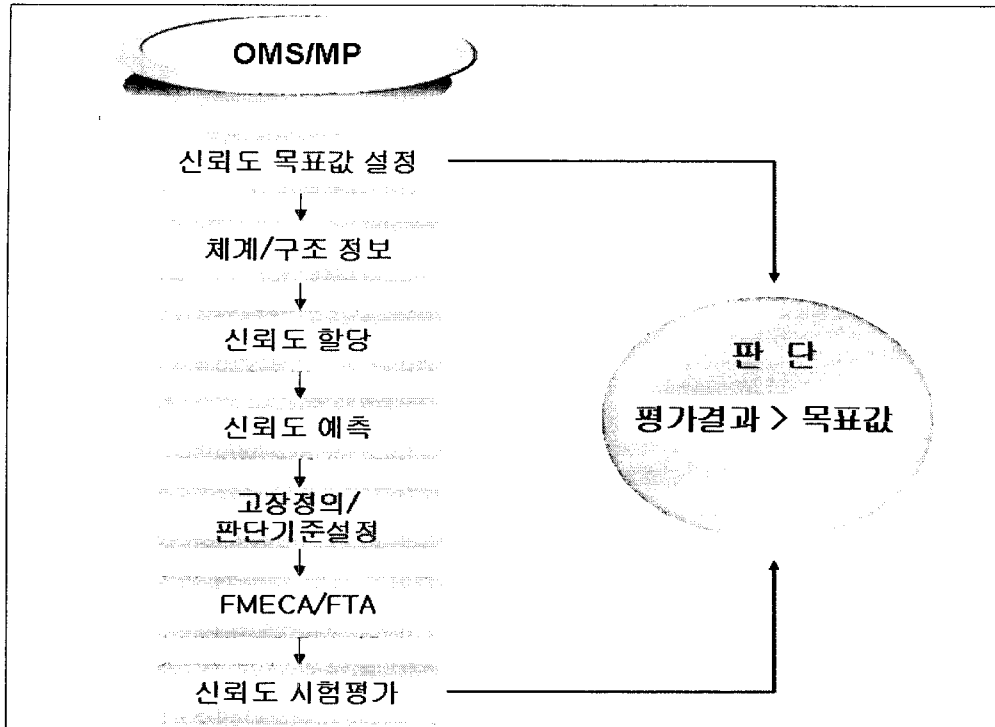 OMS/MP
신뢰도 목표값 설정
체계/구조 정보
신뢰도 할당
신뢰도 예측
고장정의/
판단기준설정
FMECA/FTA
신뢰도 시험평가
판 단
평가결과 > 목표값